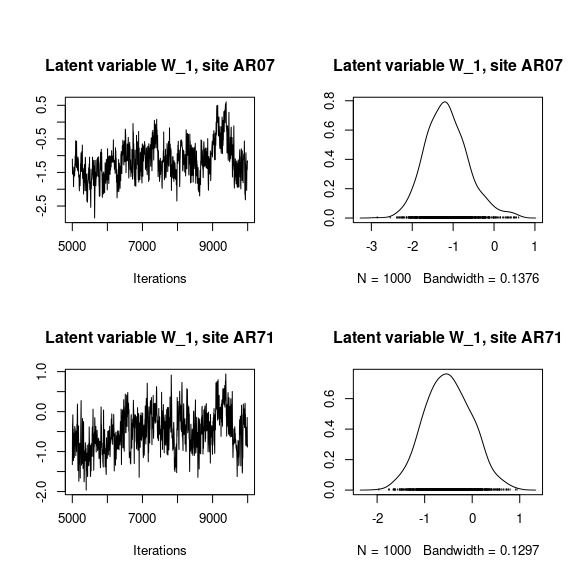 Latent variable W_1, site AR07
0.5
-0.5
-1.5
-2.5
5000 7000 9000
Iterations
Latent variable W_1, site AR07
0.8
0.6
0.4
0.2
0.0
-3 -2 -1 0 1
N = 1000 Bandwidth = 0.1376
Latent variable W_1, site AR71
1.0
0.0
-1.0
-2.0
5000 7000 9000
Iterations
Latent variable W_1, site AR71
0.6
0.4
0.2
0.0
-2 -1 0 1
N = 1000 Bandwidth = 0.1297